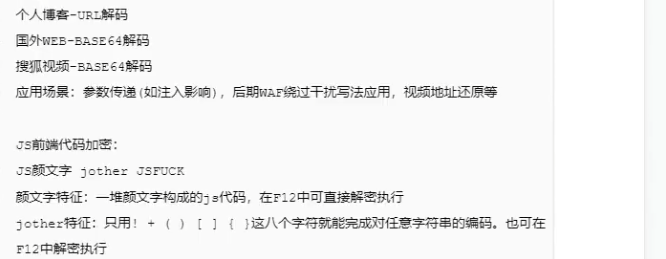 个人博客-URL解码
国外WEB-BASE64解码
搜狐视频-BASE64解码
应用场景：参数传递(如注入影响)，后期WAF绕过干扰写法应用，视频地址还原等
JS前端代码加密：
JS颜文字 jother JSFUCK
颜文字特征：一堆颜文字构成的js代码，在F12中可直接解密执行
jother特征：只用! + ( ) [ ] { }这八个字符就能完成对任意字符串的编码。也可在
F12中解密执行